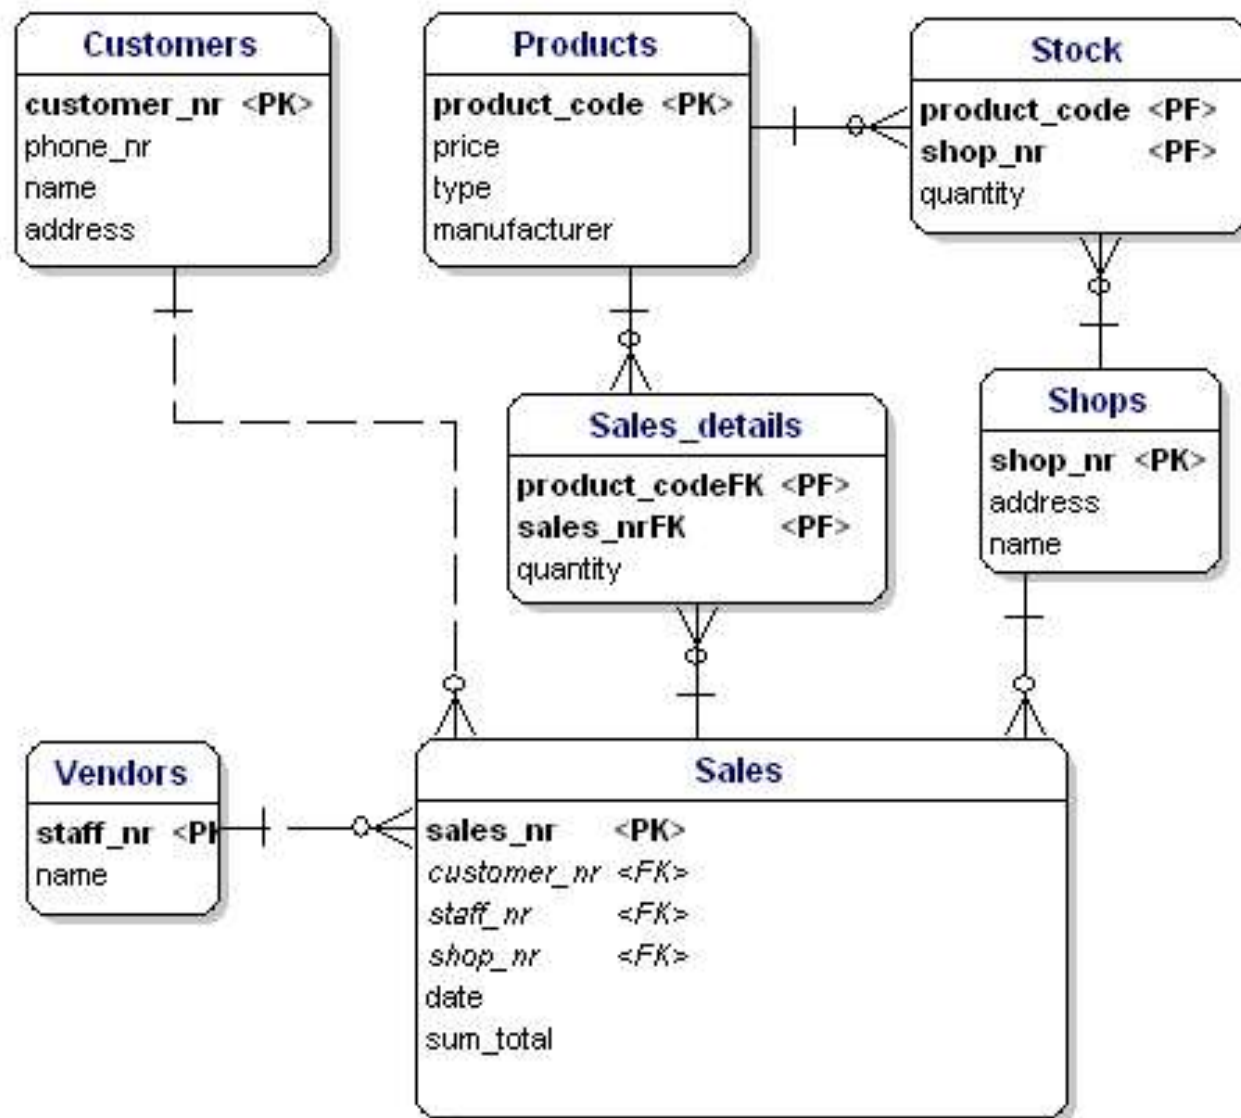 Customers
customer_nr <PK>
phone_nr
name
address
Products
product_code <PK>
price
type
manufacturer
Stock
product_code <PF>
shop_nr <PF>
quantity
Sales_details
product_codeFK <PF>
sales_nrFK <PF>
quantity
Shops
shop_nr <PK>
address
name
Vendors
staff_nr <PK
name
Sales
sales_nr <PK>
customer_nr <FK>
staff_nr <FK>
shop_nr <FK>
date
sum_total